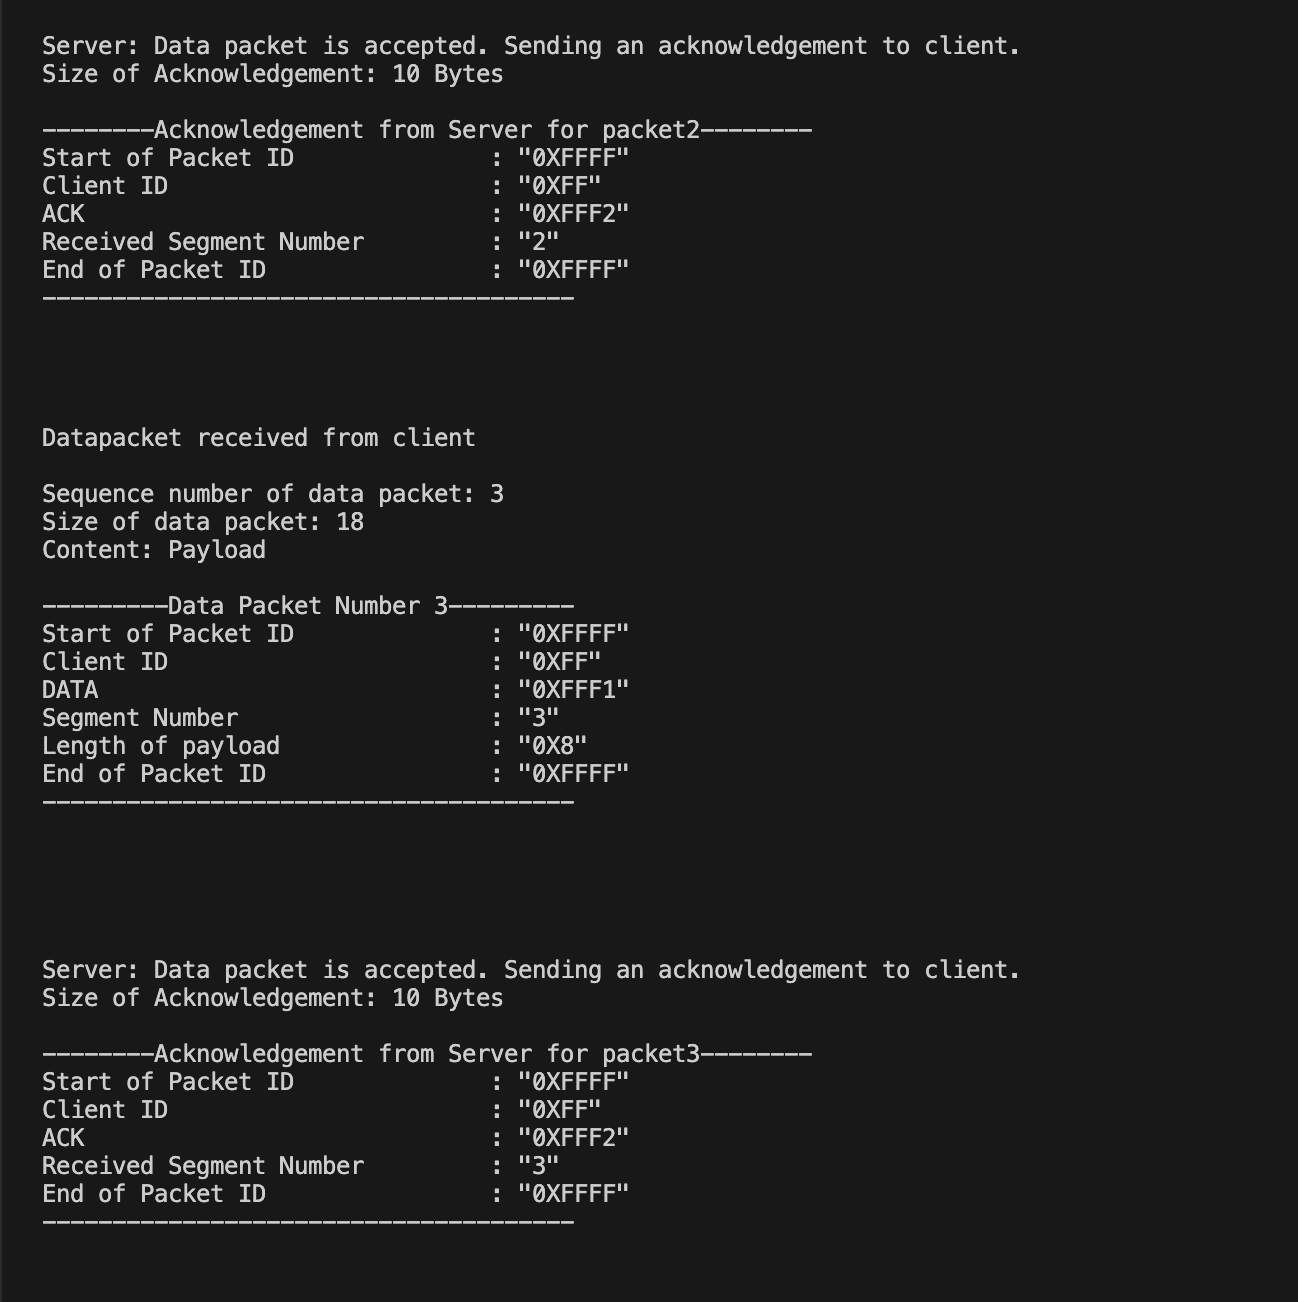 Server: Data packet is accepted. Sending an acknowledgement to client.
Size of Acknowledgement: 10 Bytes
--------Acknowledgement from Server for packet2--------
Start of Packet ID : "0XFFFF"
Client ID : "0XFF"
ACK : "0XFFF2"
Received Segment Number : "2"
End of Packet ID : "0XFFFF"
--------------------------------------
Datapacket received from client
Sequence number of data packet: 3
Size of data packet: 18
Content: Payload
---------Data Packet Number 3---------
Start of Packet ID : "0XFFFF"
Client ID : "0XFF"
DATA : "0XFFF1"
Segment Number : "3"
Length of payload : "0X8"
End of Packet ID : "0XFFFF"
--------------------------------------
Server: Data packet is accepted. Sending an acknowledgement to client.
Size of Acknowledgement: 10 Bytes
--------Acknowledgement from Server for packet3--------
Start of Packet ID : "0XFFFF"
Client ID : "0XFF"
ACK : "0XFFF2"
Received Segment Number : "3"
End of Packet ID : "0XFFFF"
--------------------------------------